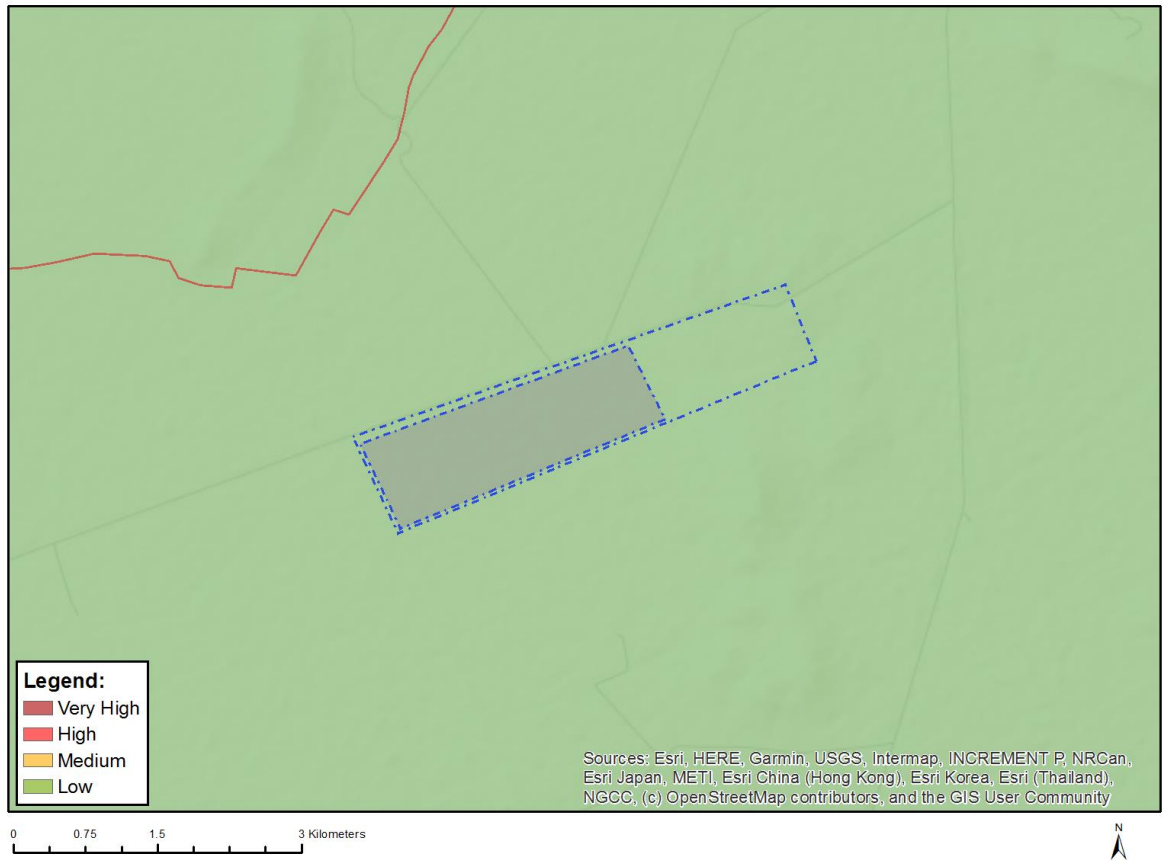 Legend:
Very High
High
Medium
Low
Sources: Esri, HERE, Garmin, USGS, Intermap, INCREMENT P, NRCan,
Esri Japan, METI, Esri China (Hong Kong), Esri Korea, Esri (Thailand),
NGCC, (c) OpenStreetMap contributors, and the GIS User Community
0 0.75 1.5 3 Kilometers
N